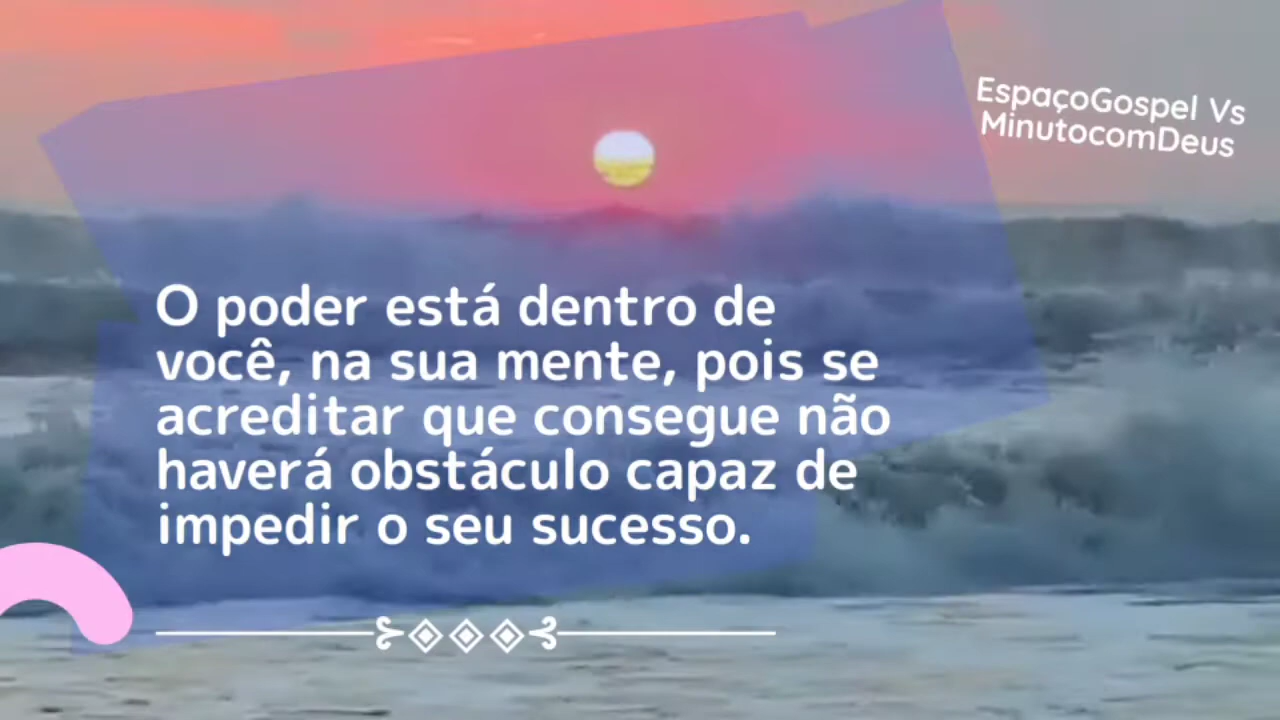 EspaçoGospel Vs
MinutocomDeus
O poder está dentro de
você, na sua mente, pois se
acreditar que consegue não
haverá obstáculo capaz de
impedir o seu sucesso.